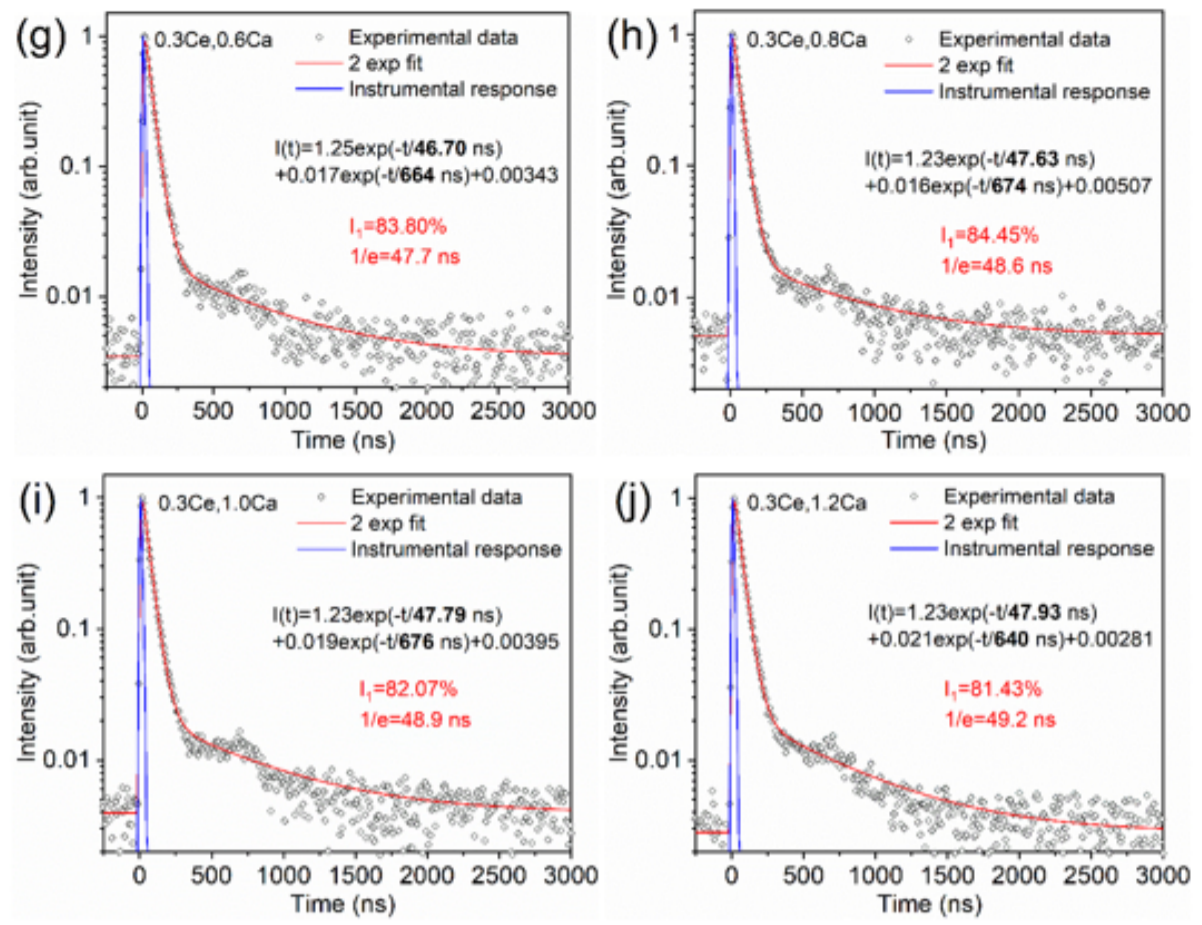 (g)
0.3Ce,0.6Ca
Experimental data
2 exp fit
Instrumental response
I(t)=1.25exp(-t/46.70 ns)
+0.017exp(-t/664 ns)+0.00343
I1=83.80%
1/e=47.7 ns
Intensity (arb.unit)
1
0.1
0.01
0 500 1000 1500 2000 2500 3000
Time (ns)
(h)
0.3Ce,0.8Ca
Experimental data
2 exp fit
Instrumental response
I(t)=1.23exp(-t/47.63 ns)
+0.016exp(-t/674 ns)+0.00507
I1=84.45%
1/e=48.6 ns
Intensity (arb.unit)
1
0.1
0.01
0 500 1000 1500 2000 2500 3000
Time (ns)
(i)
0.3Ce,1.0Ca
Experimental data
2 exp fit
Instrumental response
I(t)=1.23exp(-t/47.79 ns)
+0.019exp(-t/676 ns)+0.00395
I1=82.07%
1/e=48.9 ns
Intensity (arb.unit)
1
0.1
0.01
0 500 1000 1500 2000 2500 3000
Time (ns)
(j)
0.3Ce,1.2Ca
Experimental data
2 exp fit
Instrumental response
I(t)=1.23exp(-t/47.93 ns)
+0.021exp(-t/640 ns)+0.00281
I1=81.43%
1/e=49.2 ns
Intensity (arb.unit)
1
0.1
0.01
0 500 1000 1500 2000 2500 3000
Time (ns)